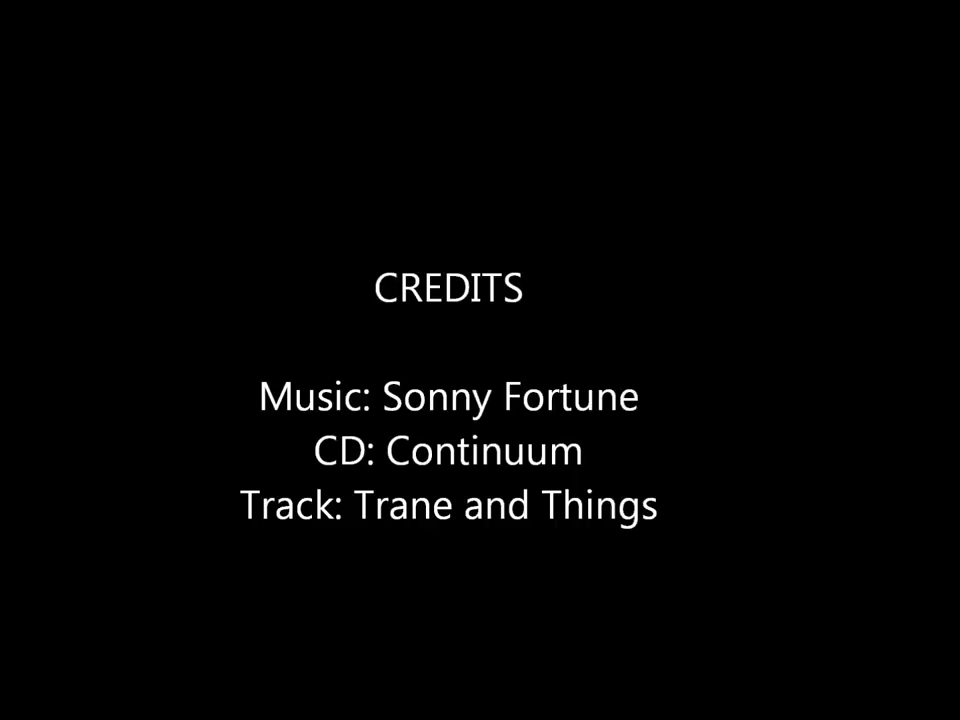 CREDITS
Music: Sonny Fortune
CD: Continuum
Track: Trane and Things